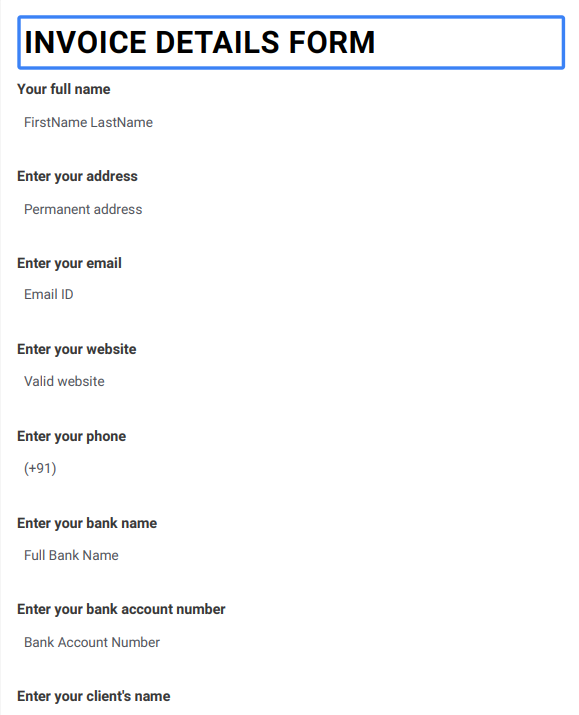 INVOICE DETAILS FORM
Your full name
FirstName LastName
Enter your address
Permanent address
Enter your email
Email ID
Enter your website
Valid website
Enter your phone
(+91)
Enter your bank name
Full Bank Name
Enter your bank account number
Bank Account Number
Enter your client's name